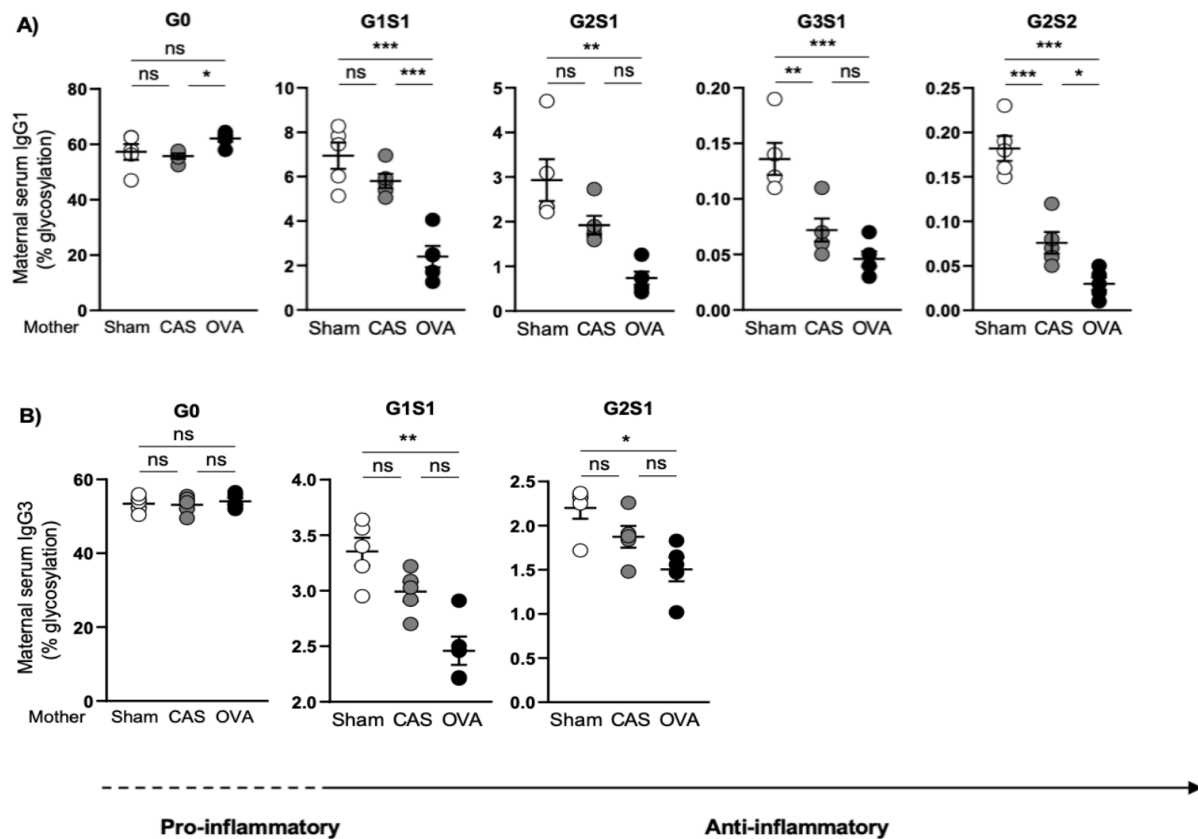 A)
G0
G1S1
G2S1
G3S1
G2S2
ns
ns
*
***
ns
***
**
ns
ns
***
**
ns
***
***
*
Maternal serum IgG1
(% glycosylation)
80
60
40
20
0
10
8
6
4
2
0
5
4
3
2
1
0
0.20
0.15
0.10
0.05
0.00
0.25
0.20
0.15
0.10
0.05
0.00
Mother
Sham CAS OVA
Sham CAS OVA
Sham CAS OVA
Sham CAS OVA
Sham CAS OVA
B)
G0
G1S1
G2S1
ns
ns
ns
**
ns
ns
*
ns
ns
Maternal serum IgG3
(% glycosylation)
60
40
20
0
4.0
3.5
3.0
2.5
2.0
2.5
2.0
1.5
1.0
0.5
0.0
Mother
Sham CAS OVA
Sham CAS OVA
Sham CAS OVA
Pro-inflammatory
Anti-inflammatory